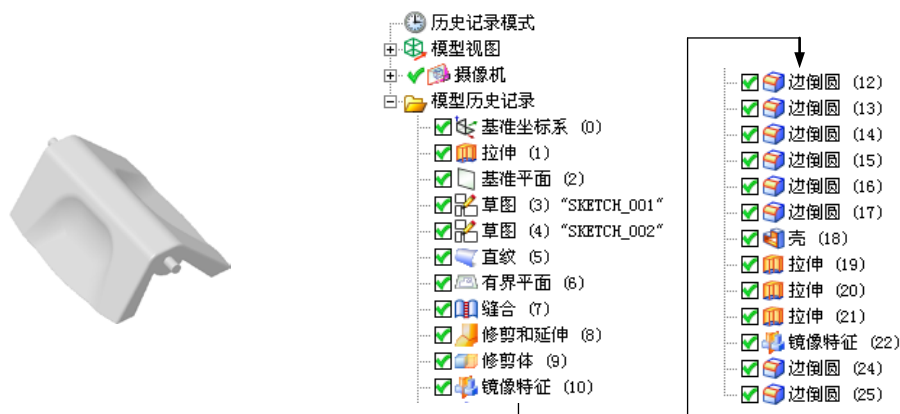 历史记录模式
模型视图
摄像机
模型历史记录
基准坐标系 (0)
拉伸 (1)
基准平面 (2)
草图 (3) "SKETCH_001"
草图 (4) "SKETCH_002"
直纹 (5)
有界平面 (6)
缝合 (7)
修剪和延伸 (8)
修剪体 (9)
镜像特征 (10)
边倒圆 (12)
边倒圆 (13)
边倒圆 (14)
边倒圆 (15)
边倒圆 (16)
边倒圆 (17)
壳 (18)
拉伸 (19)
拉伸 (20)
拉伸 (21)
镜像特征 (22)
边倒圆 (24)
边倒圆 (25)